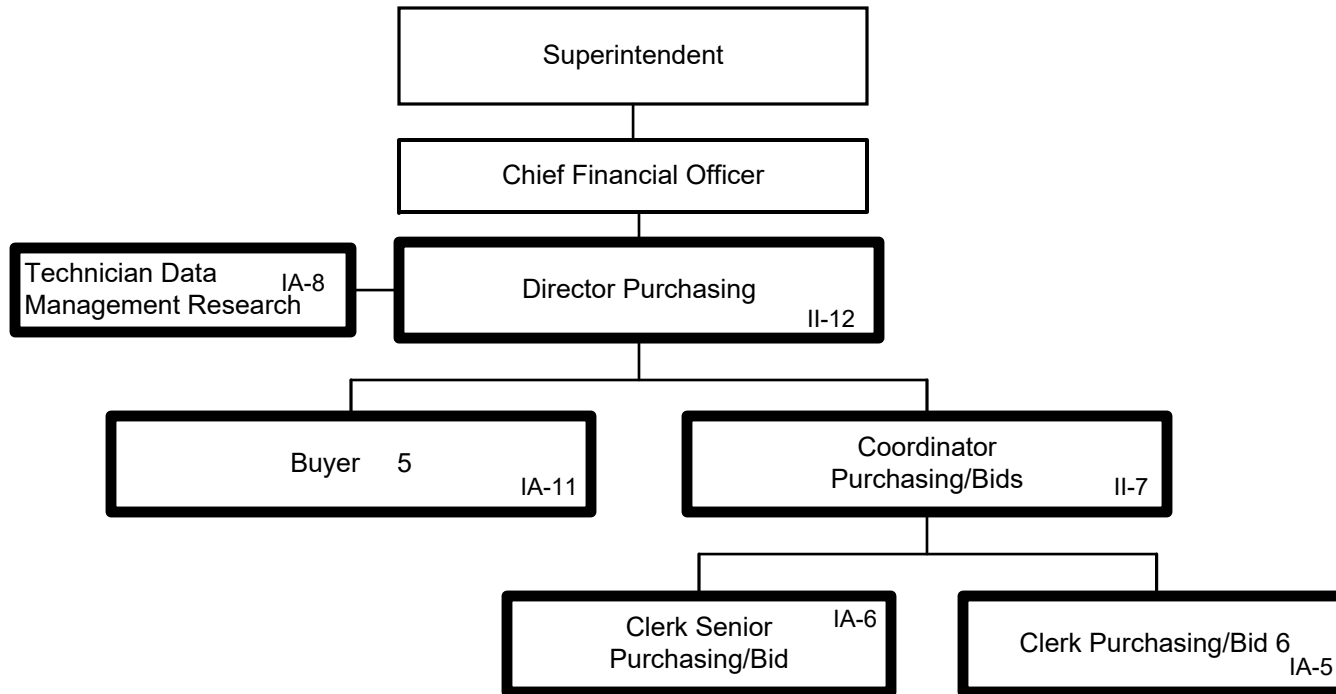 Superintendent
Chief Financial Officer
Technician Data IA-8
Management Research
Director Purchasing
II-12
Buyer 5
IA-11
Coordinator
Purchasing/Bids II-7
Clerk Senior IA-6
Purchasing/Bid
Clerk Purchasing/Bid 6
IA-5